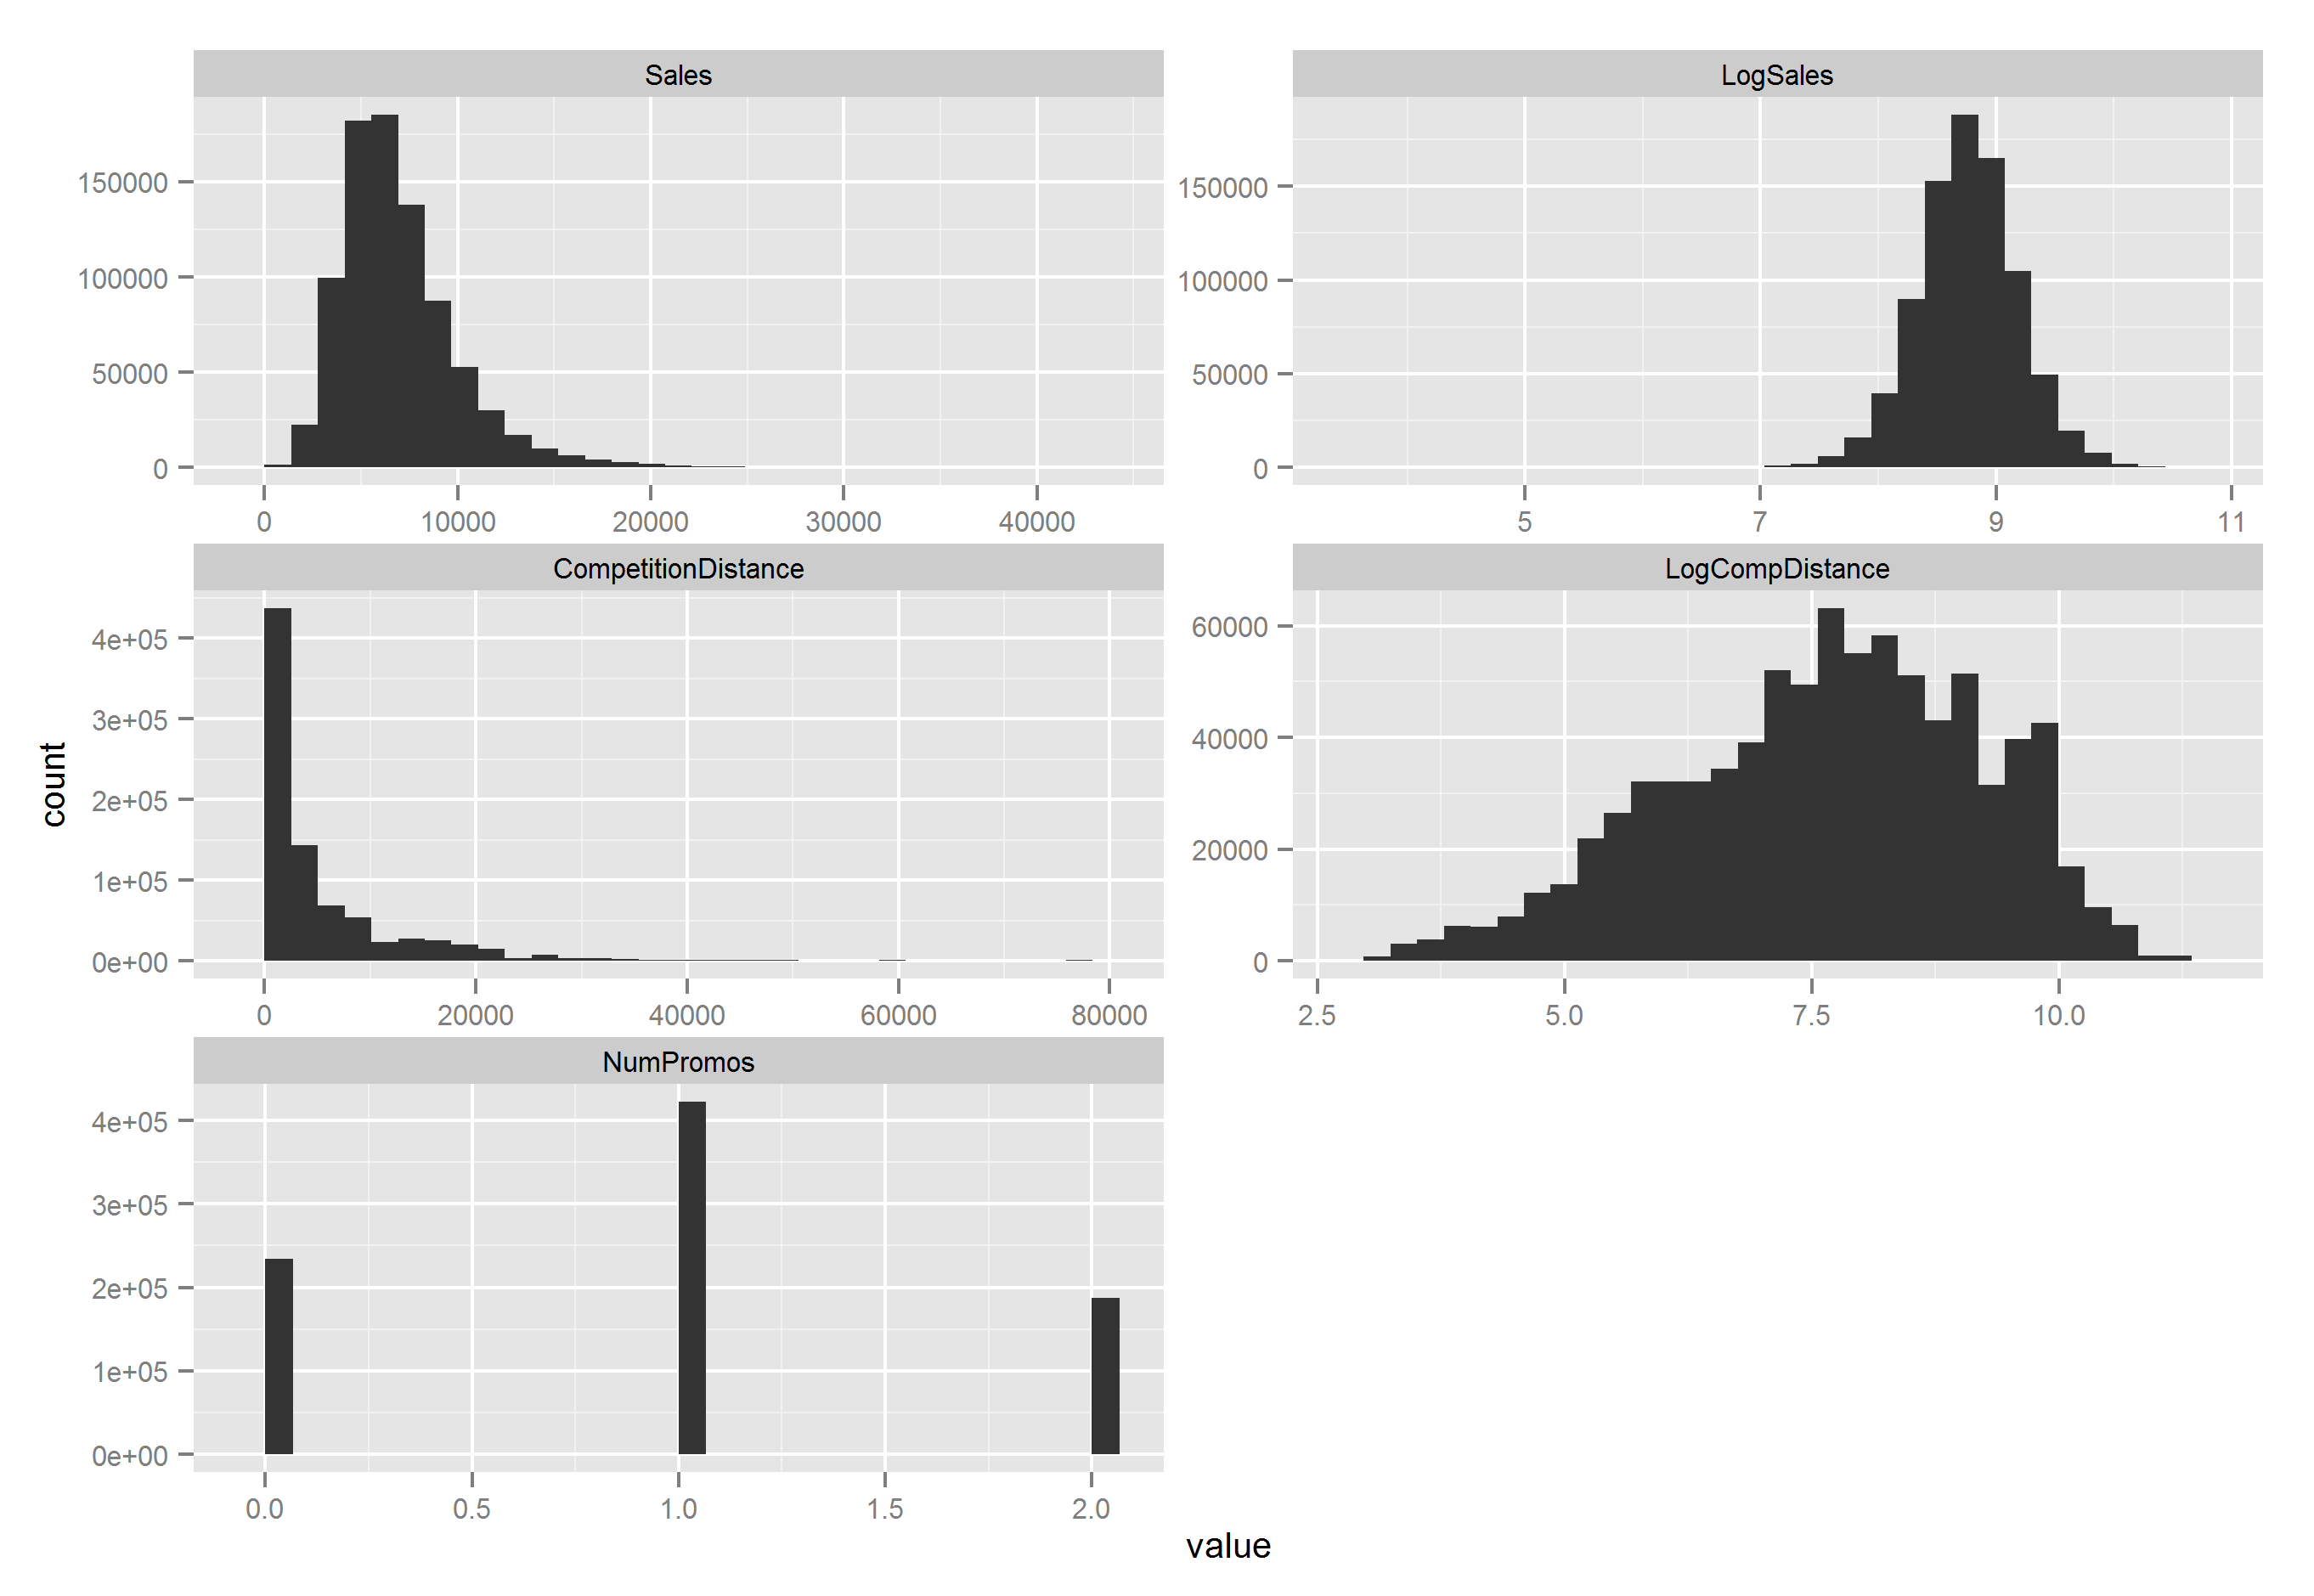 Sales
LogSales
150000
100000
50000
0
150000
100000
50000
0
0 10000 20000 30000 40000
5 7 9 11
CompetitionDistance
LogCompDistance
4e+05
3e+05
2e+05
1e+05
0e+00
60000
40000
20000
0
0 20000 40000 60000 80000
2.5 5.0 7.5 10.0
NumPromos
4e+05
3e+05
2e+05
1e+05
0e+00
0.0 0.5 1.0 1.5 2.0
count
value